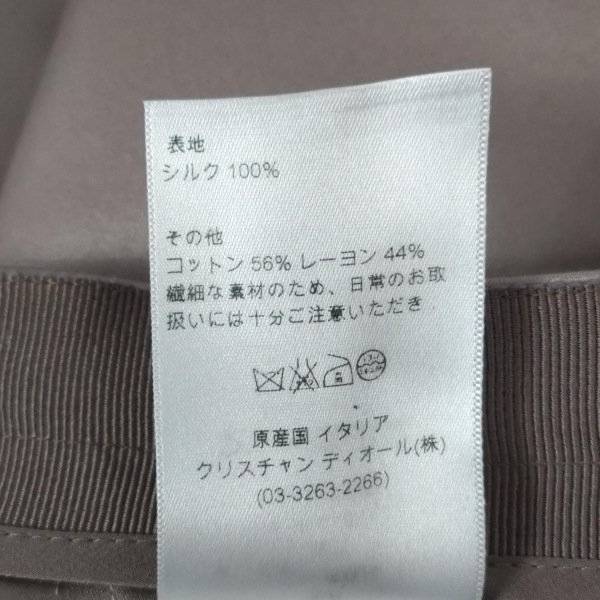 表地
シルク 100%
その他
コットン 56% レーヨン 44%
繊細な素材のため、日常のお取
扱いには十分ご注意いただき
原産国 イタリア
クリスチャン ディオール(株)
(03-3263-2266)